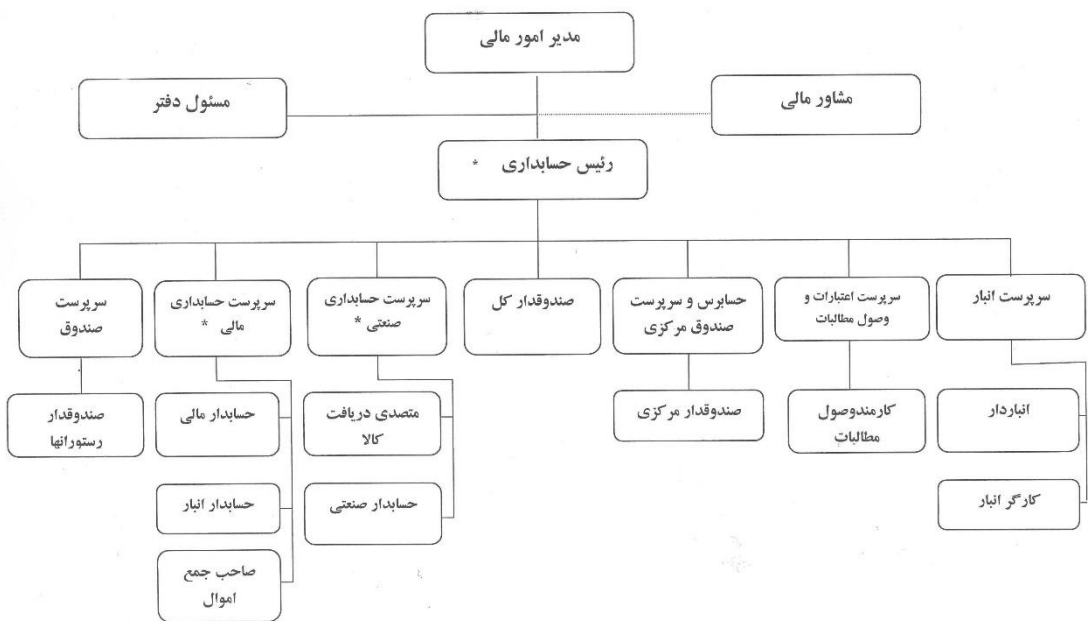 مدیر امور مالی
مشاور مالی
مسئول دفتر
رئیس حسابداری *
سرپرست انبار
سرپرست اعتبارات و
وصول مطالبات
حسابرس و سرپرست
صندوق مرکزی
صندوقدار کل
سرپرست حسابداری
صنعتی *
سرپرست حسابداری
مالی *
سرپرست
صندوق
انباردار
کارمندوصول
مطالبات
صندوقدار مرکزی
متصدی دریافت
کالا
حسابدار مالی
صندوقدار
رستورانها
کارگر انبار
حسابدار صنعتی
حسابدار انبار
صاحب جمع
اموال